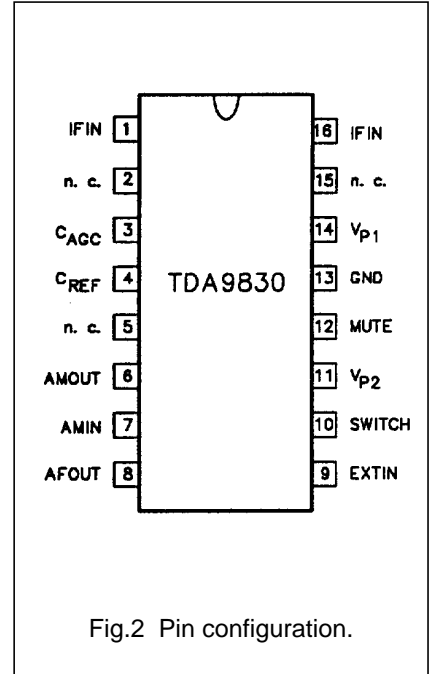 IFIN 1 16 IFIN
n. c. 2 15 n. c.
CAGC 3 14 VP1
CREF 4 TDA9830 13 GND
n. c. 5 12 MUTE
AMOUT 6 11 VP2
AMIN 7 10 SWITCH
AFOUT 8 9 EXTIN
Fig.2 Pin configuration.